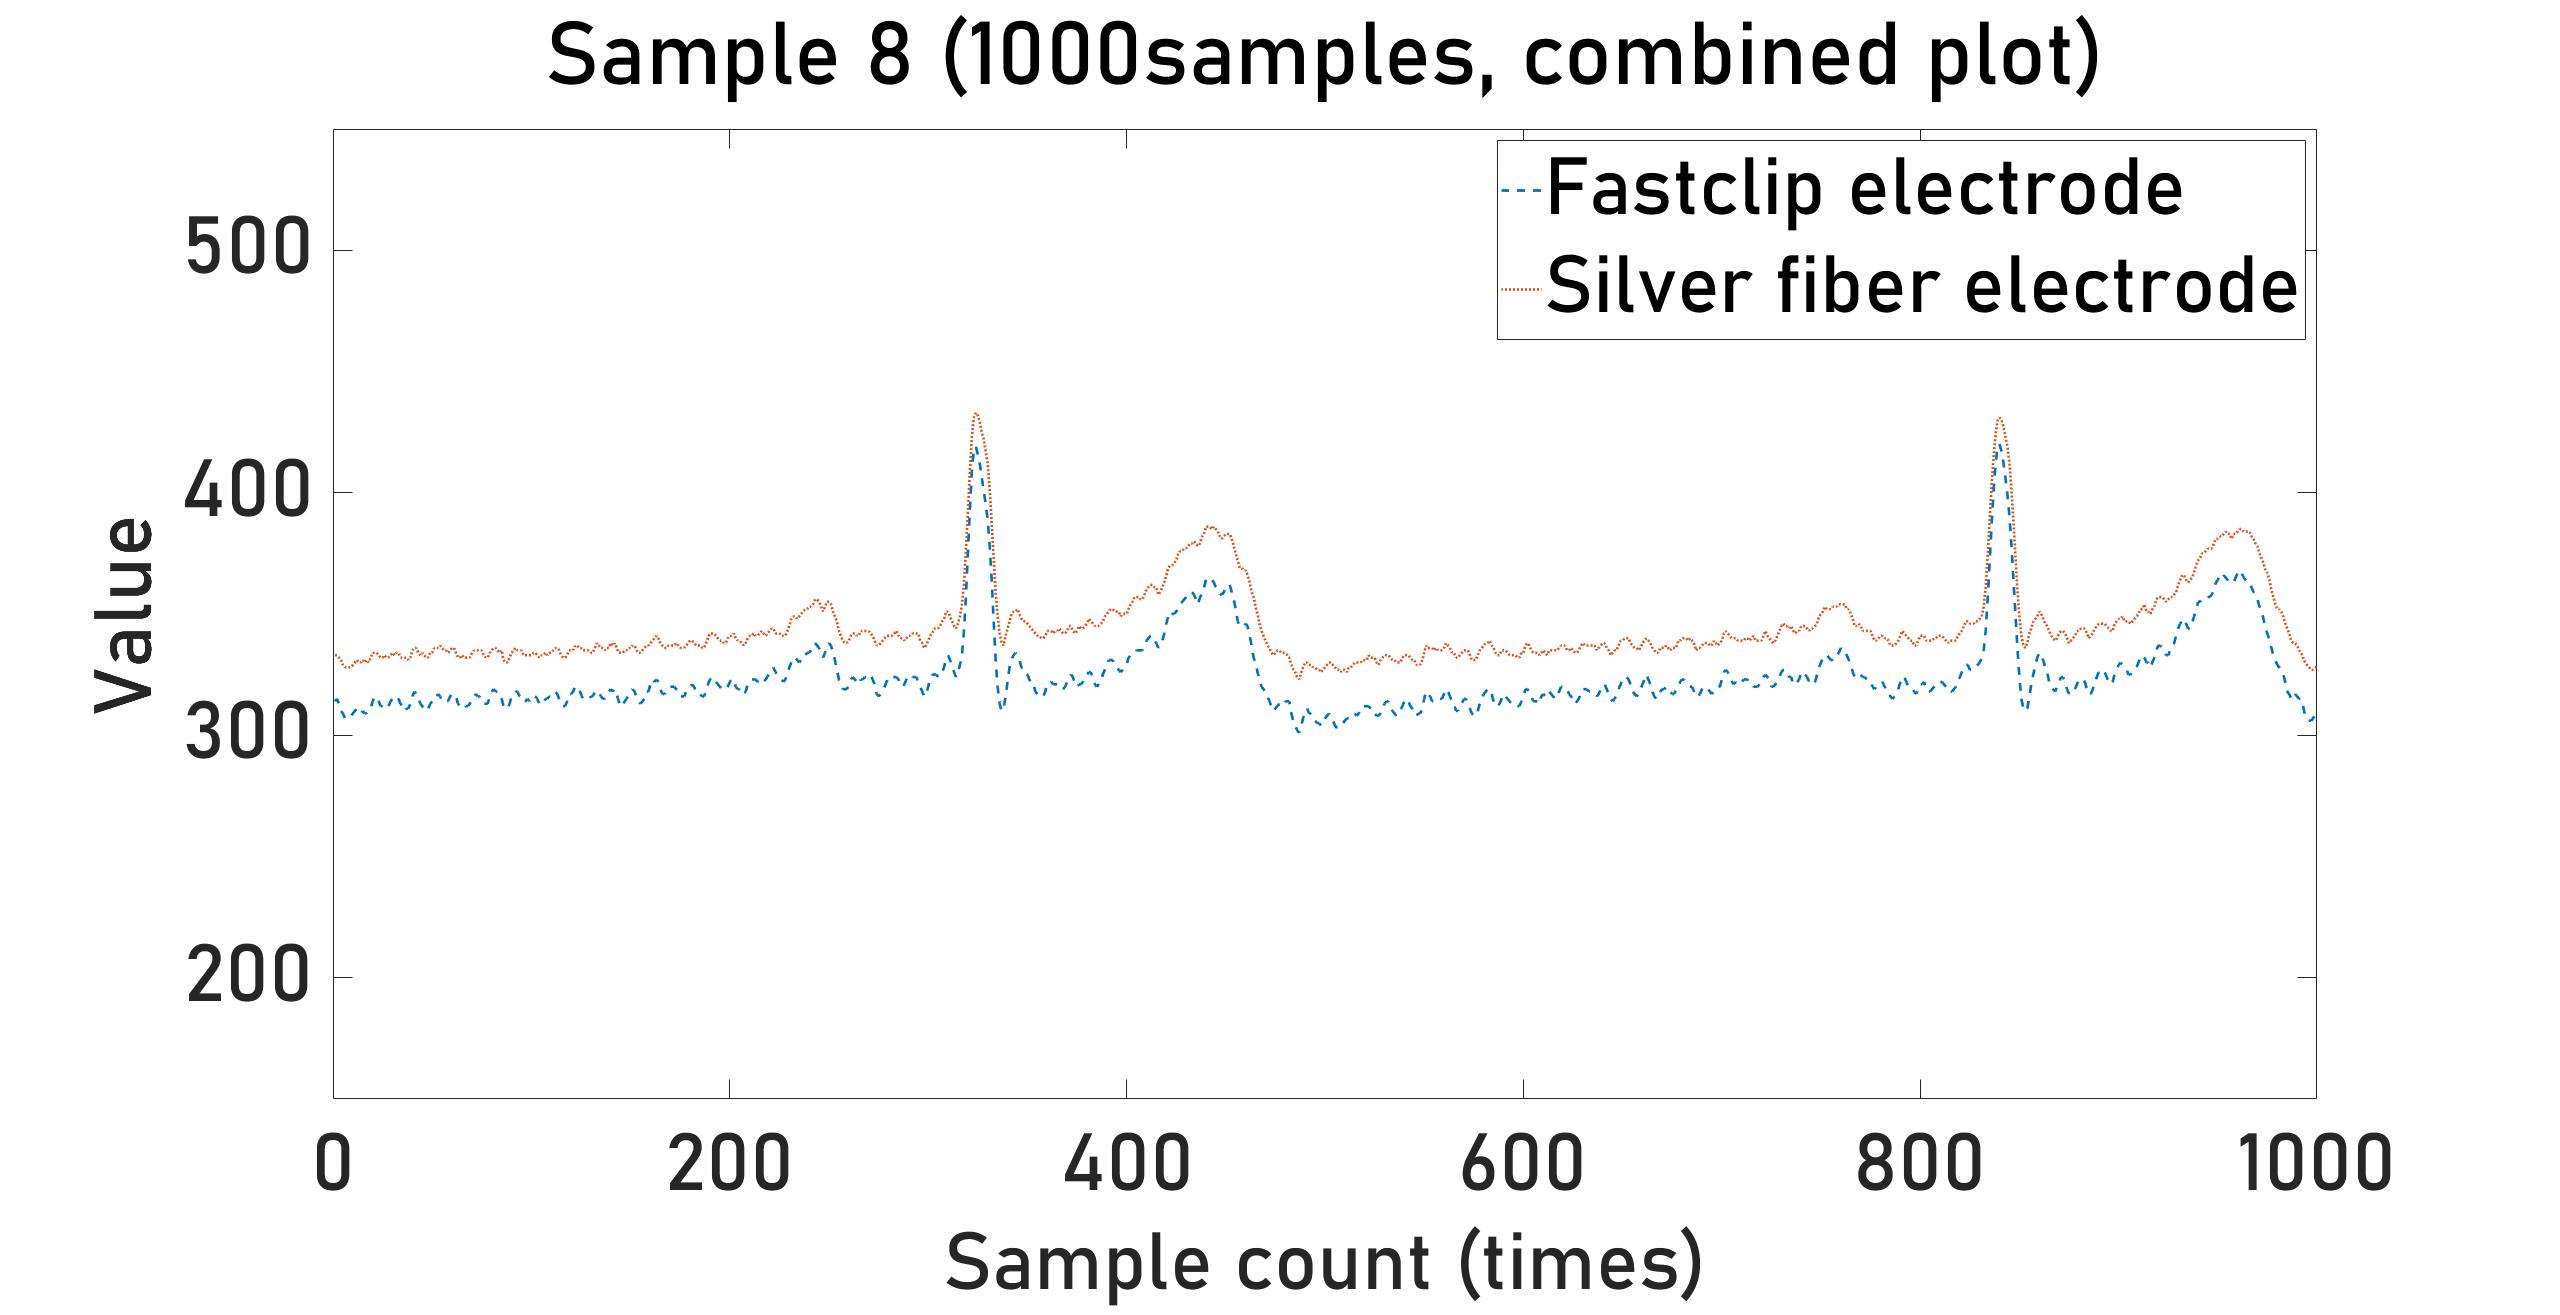 Sample 8 (1000samples, combined plot)
Fastclip electrode
Silver fiber electrode
500
400
300
200
Value
0 200 400 600 800 1000
Sample count (times)